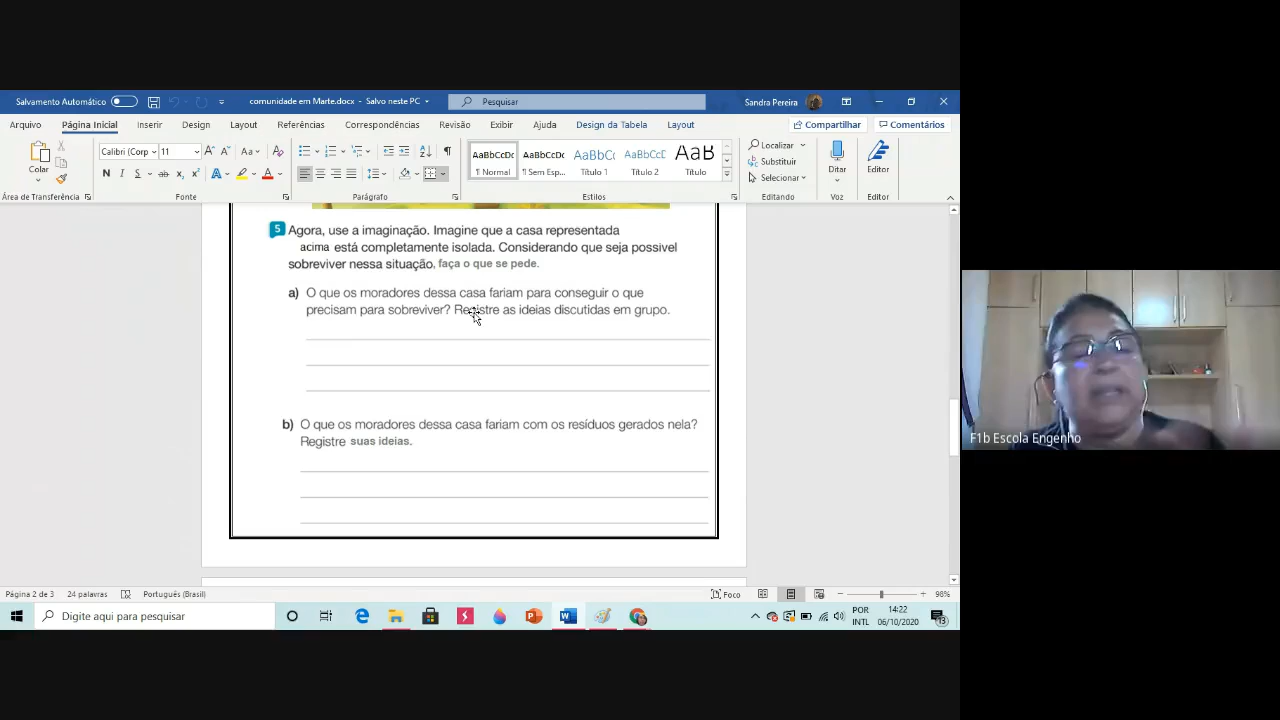 Salvamento Automático
comunidade em Marte.docx - Salvo neste PC
Pesquisar
Sandra Pereira
Arquivo Página Inicial Inserir Design Layout Referências Correspondências Revisão Exibir Ajuda Design da Tabela Layout
Compartilhar Comentários
Colar
Calibri (Corp 11
AaBbCcDc AaBbCcDc AaBbCc AaBbCcC AaB
¶ Normal ¶ Sem Esp... Título 1 Título 2 Título
Localizar
Substituir
Selecionar
Ditar
Editor
Área de Transferência Fonte Parágrafo Estilos Editando Voz Editor
5 Agora, use a imaginação. Imagine que a casa representada
acima está completamente isolada. Considerando que seja possível
sobreviver nessa situação, faça o que se pede.
a) O que os moradores dessa casa fariam para conseguir o que
precisam para sobreviver? Registre as ideias discutidas em grupo.
b) O que os moradores dessa casa fariam com os resíduos gerados nela?
Registre suas ideias.
F1b Escola Engenho
Página 2 de 3 24 palavras Português (Brasil) Foco 98%
Digite aqui para pesquisar
POR
INTL
14:22
06/10/2020
13